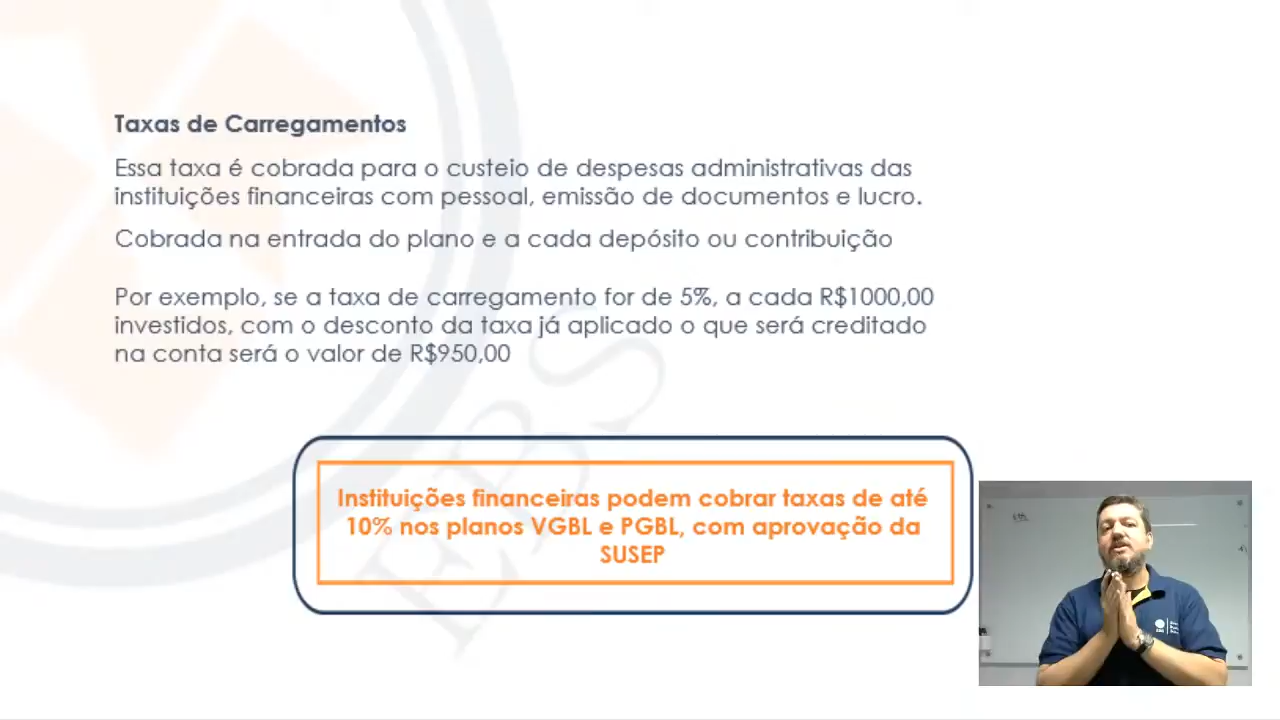 Taxas de Carregamentos
Essa taxa é cobrada para o custeio de despesas administrativas das
instituições financeiras com pessoal, emissão de documentos e lucro.
Cobrada na entrada do plano e a cada depósito ou contribuição
Por exemplo, se a taxa de carregamento for de 5%, a cada R$1000,00
investidos, com o desconto da taxa já aplicado o que será creditado
na conta será o valor de R$950,00
EBS
Instituições financeiras podem cobrar taxas de até
10% nos planos VGBL e PGBL, com aprovação da
SUSEP